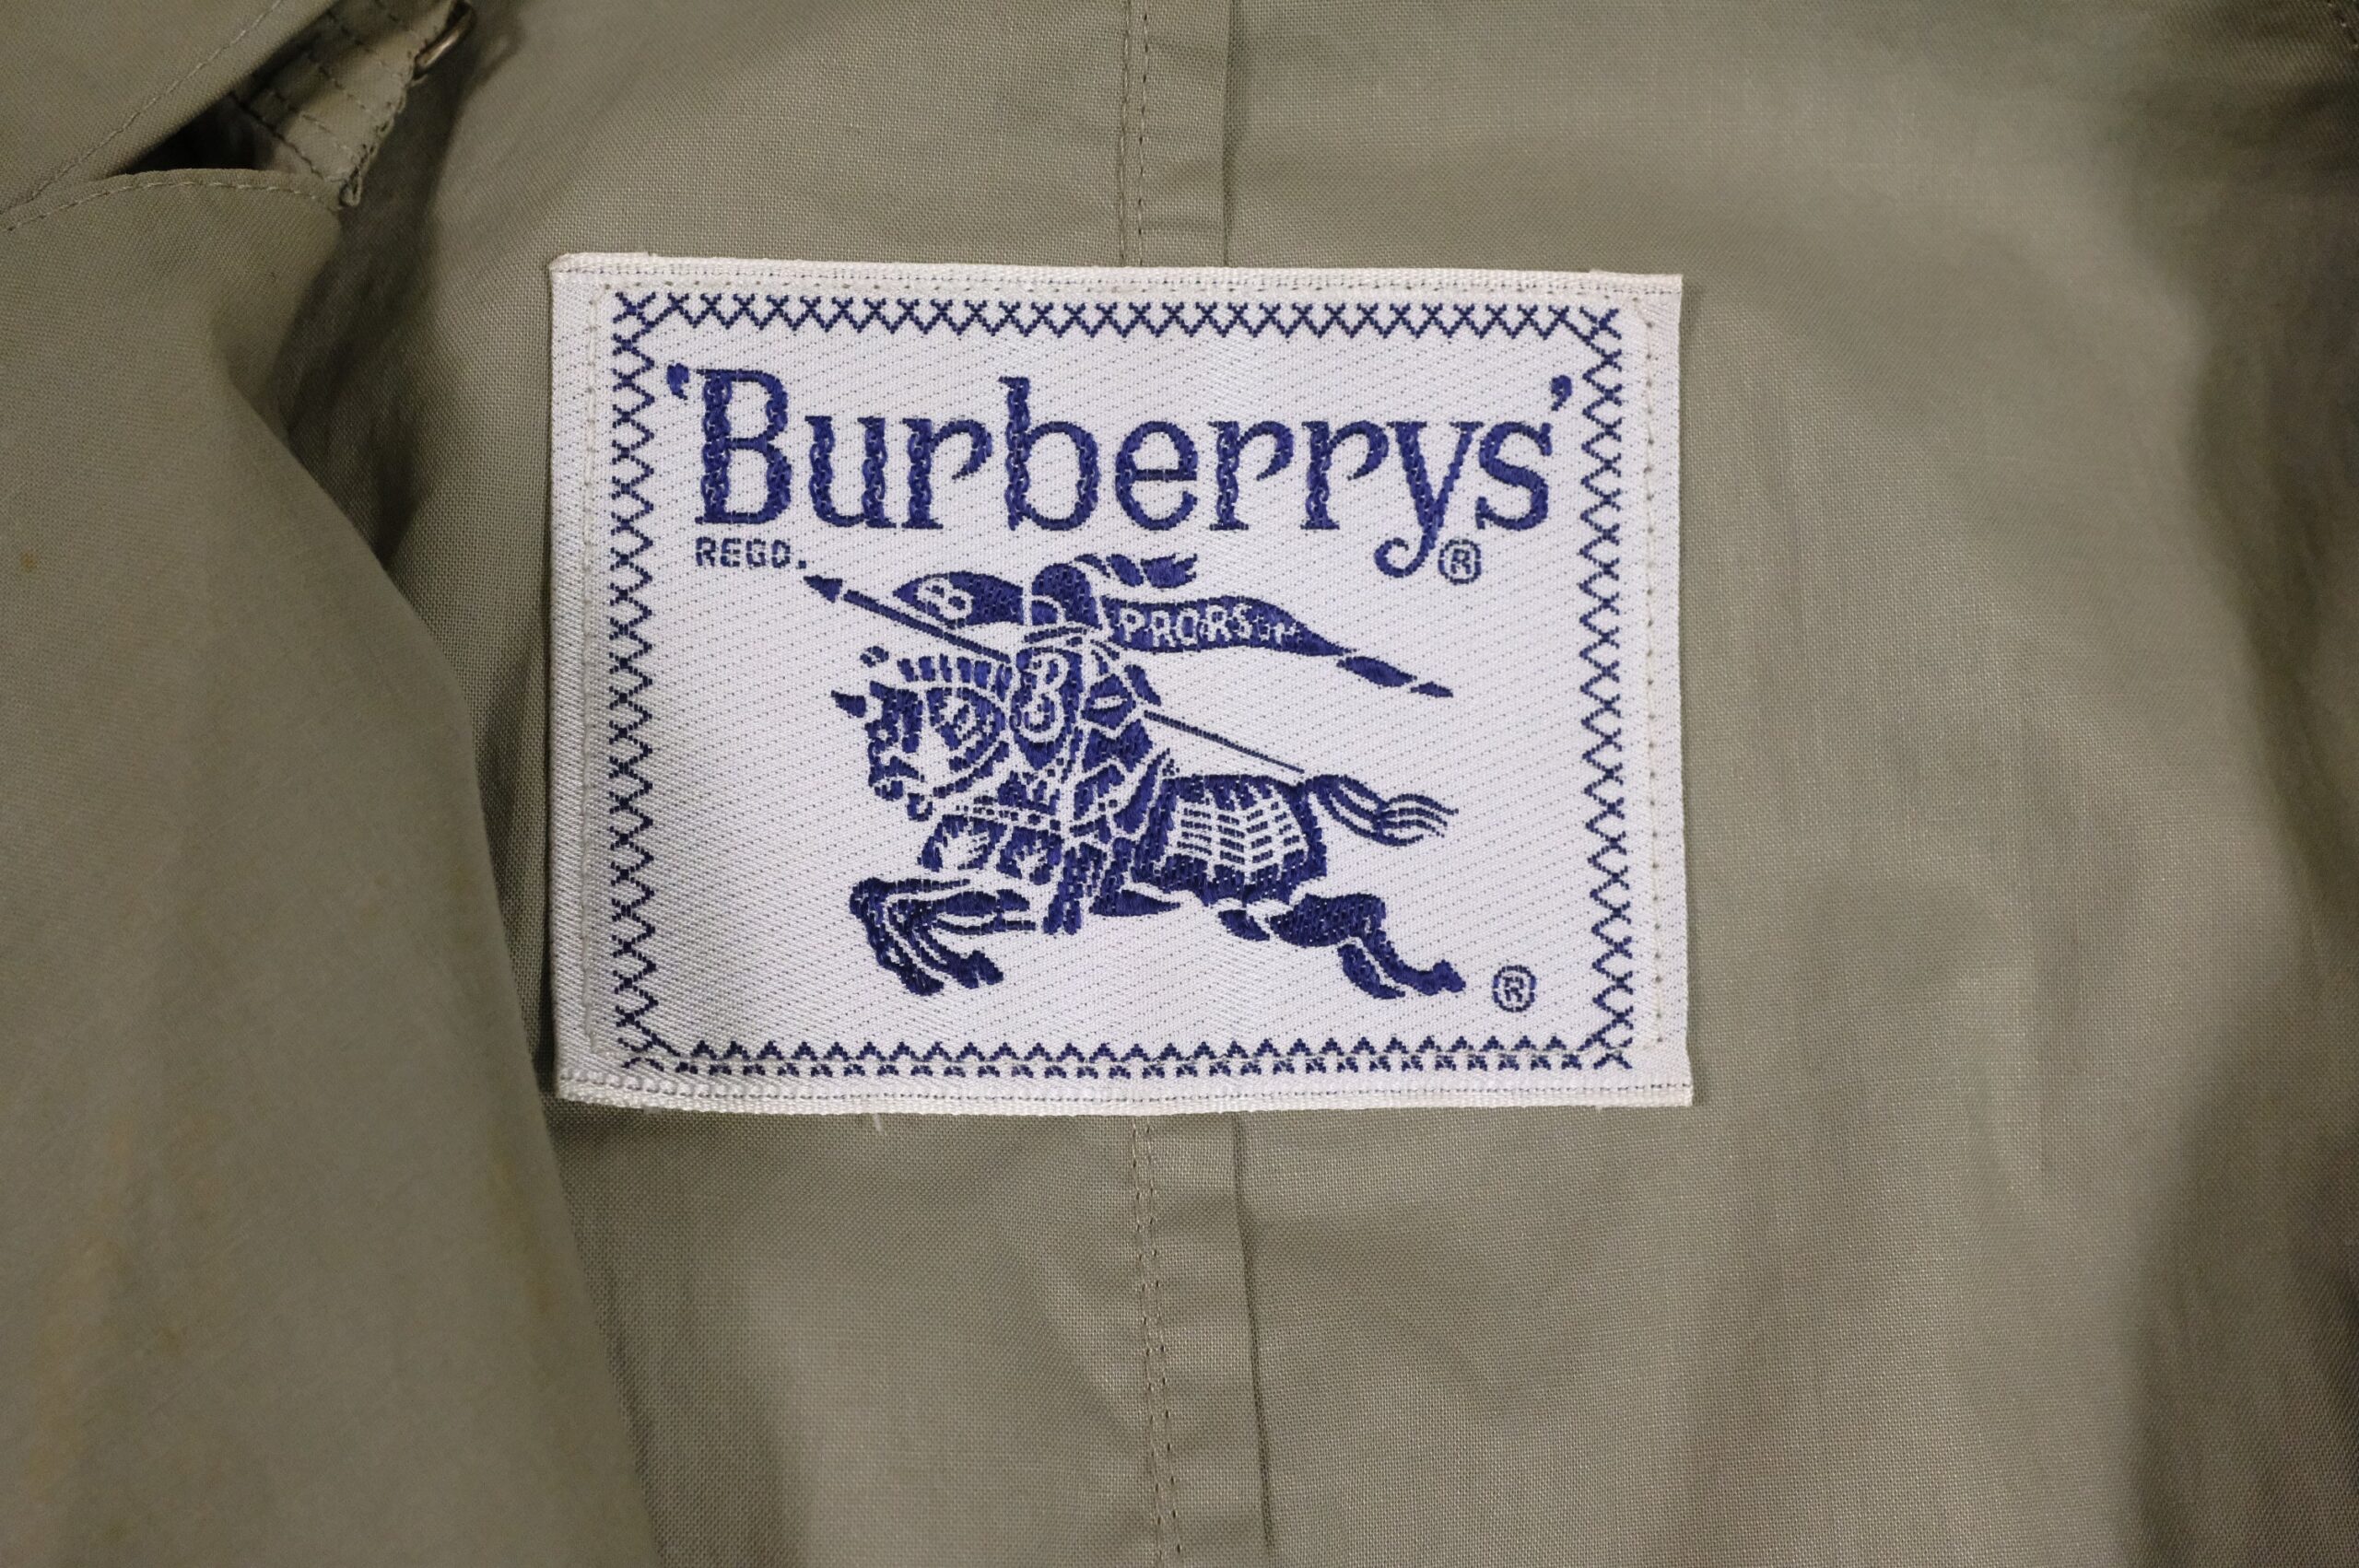 'Burberrys'
REGD. ®
B PRORSUM
B
®